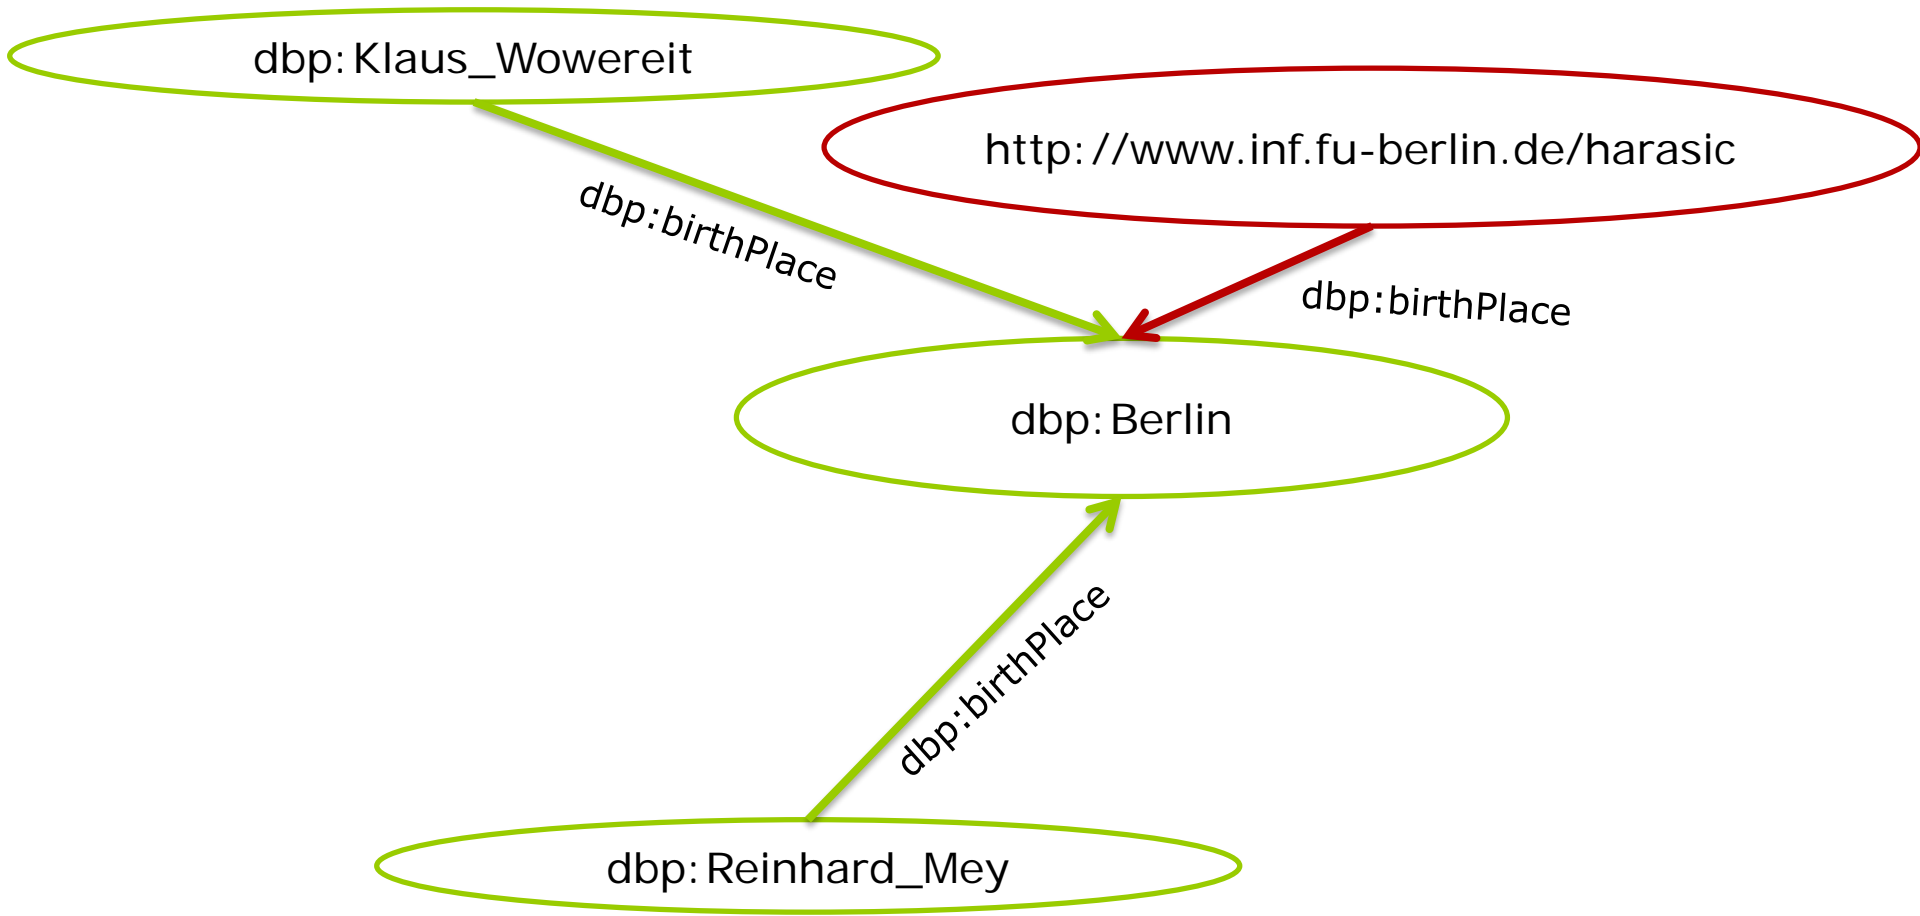 dbp:Klaus_Wowereit
http://www.inf.fu-berlin.de/harasic
dbp:birthPlace
dbp:birthPlace
dbp:Berlin
dbp:birthPlace
dbp:Reinhard_Mey